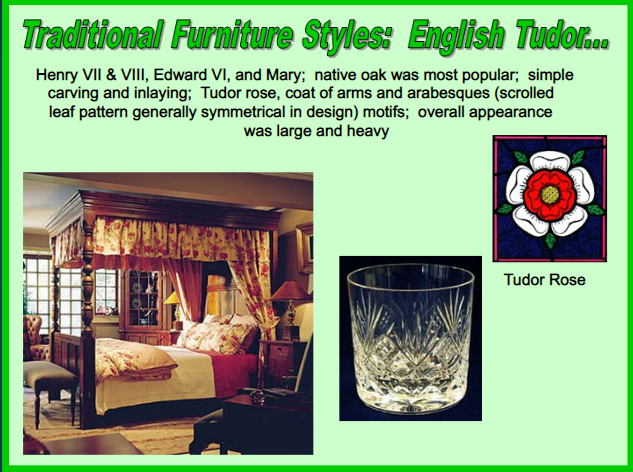 Traditional Furniture Styles:  English Tudor...
Henry VII & VIII, Edward VI, and Mary;  native oak was most popular;  simple
carving and inlaying;  Tudor rose, coat of arms and arabesques (scrolled
leaf pattern generally symmetrical in design) motifs;  overall appearance
was large and heavy
Tudor Rose